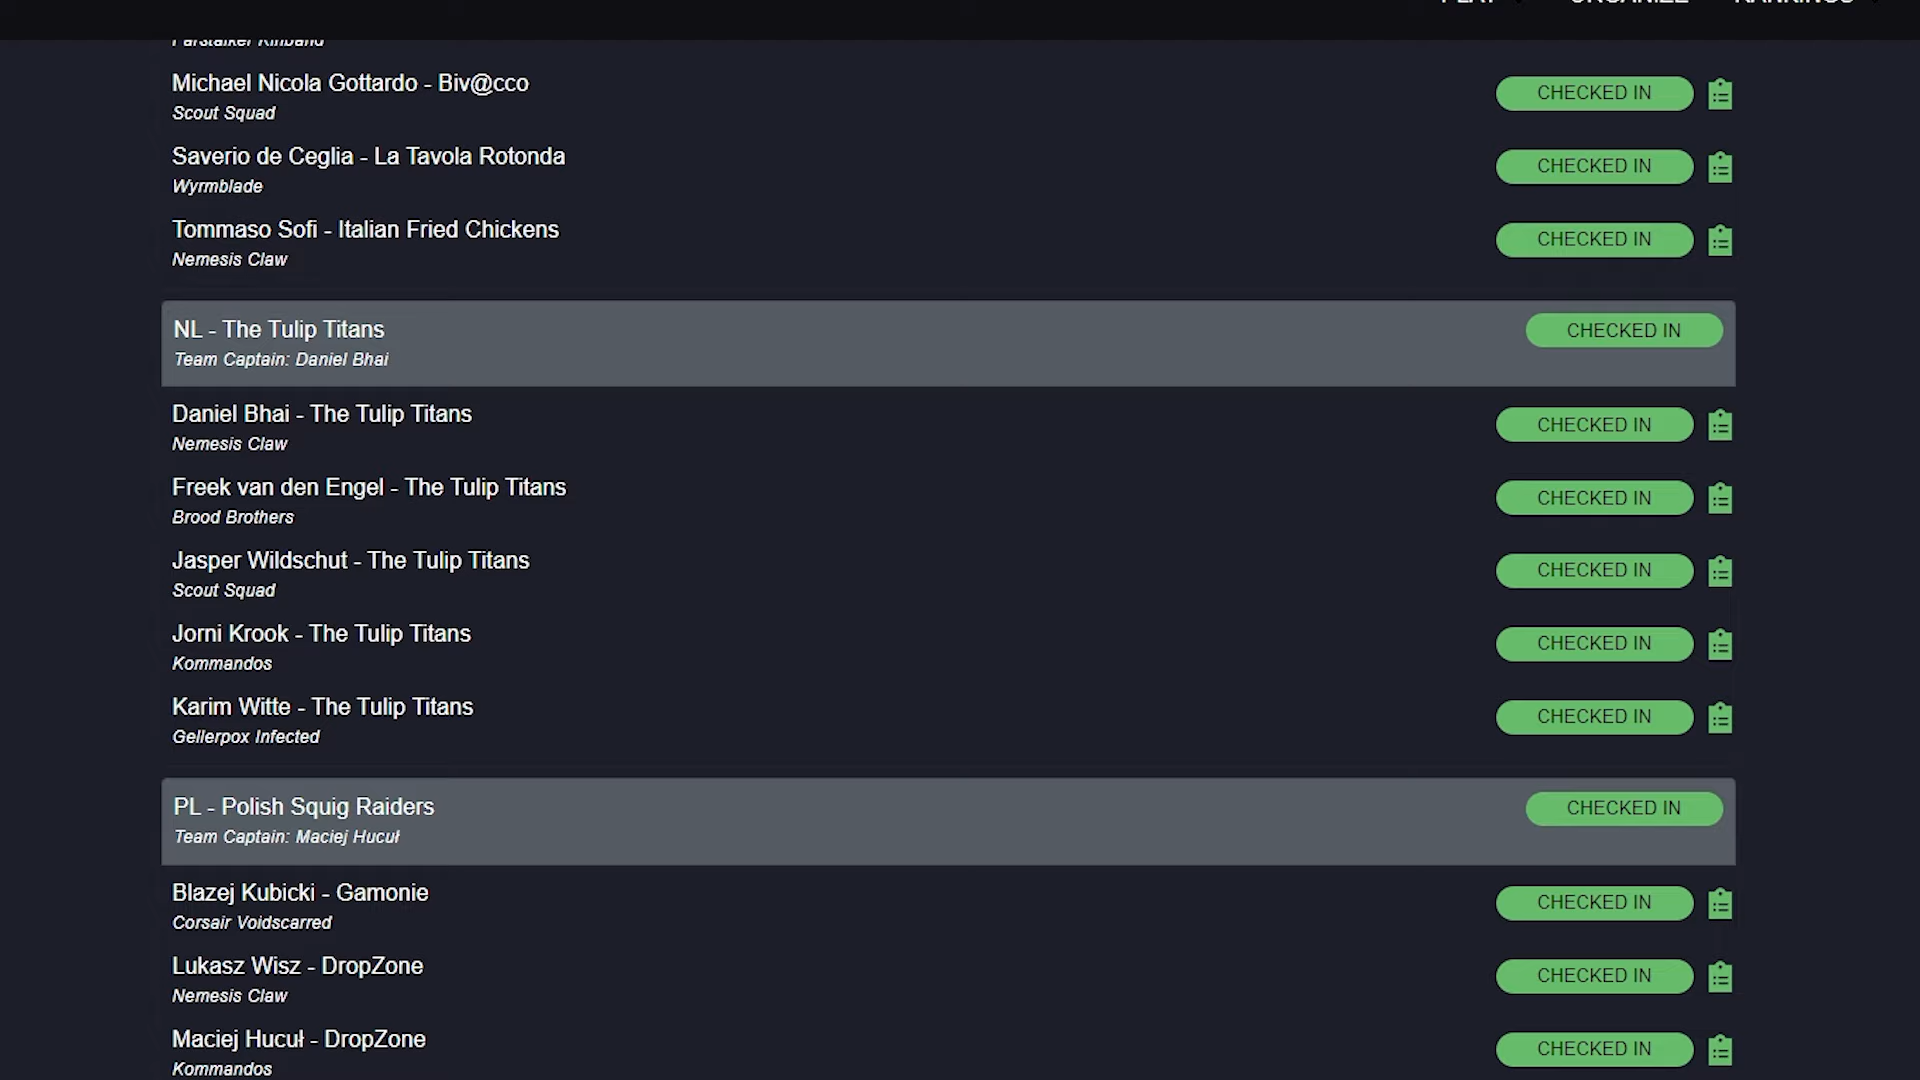 PLAY ORGANIZE RANKINGS
Farstalker Kinband
Michael Nicola Gottardo - Biv@cco
CHECKED IN
Scout Squad
Saverio de Ceglia - La Tavola Rotonda
CHECKED IN
Wyrmblade
Tommaso Sofi - Italian Fried Chickens
CHECKED IN
Nemesis Claw
NL - The Tulip Titans
CHECKED IN
Team Captain: Daniel Bhai
Daniel Bhai - The Tulip Titans
CHECKED IN
Nemesis Claw
Freek van den Engel - The Tulip Titans
CHECKED IN
Brood Brothers
Jasper Wildschut - The Tulip Titans
CHECKED IN
Scout Squad
Jorni Krook - The Tulip Titans
CHECKED IN
Kommandos
Karim Witte - The Tulip Titans
CHECKED IN
Gellerpox Infected
PL - Polish Squig Raiders
CHECKED IN
Team Captain: Maciej Hucuł
Blazej Kubicki - Gamonie
CHECKED IN
Corsair Voidscarred
Lukasz Wisz - DropZone
CHECKED IN
Nemesis Claw
Maciej Hucuł - DropZone
CHECKED IN
Kommandos